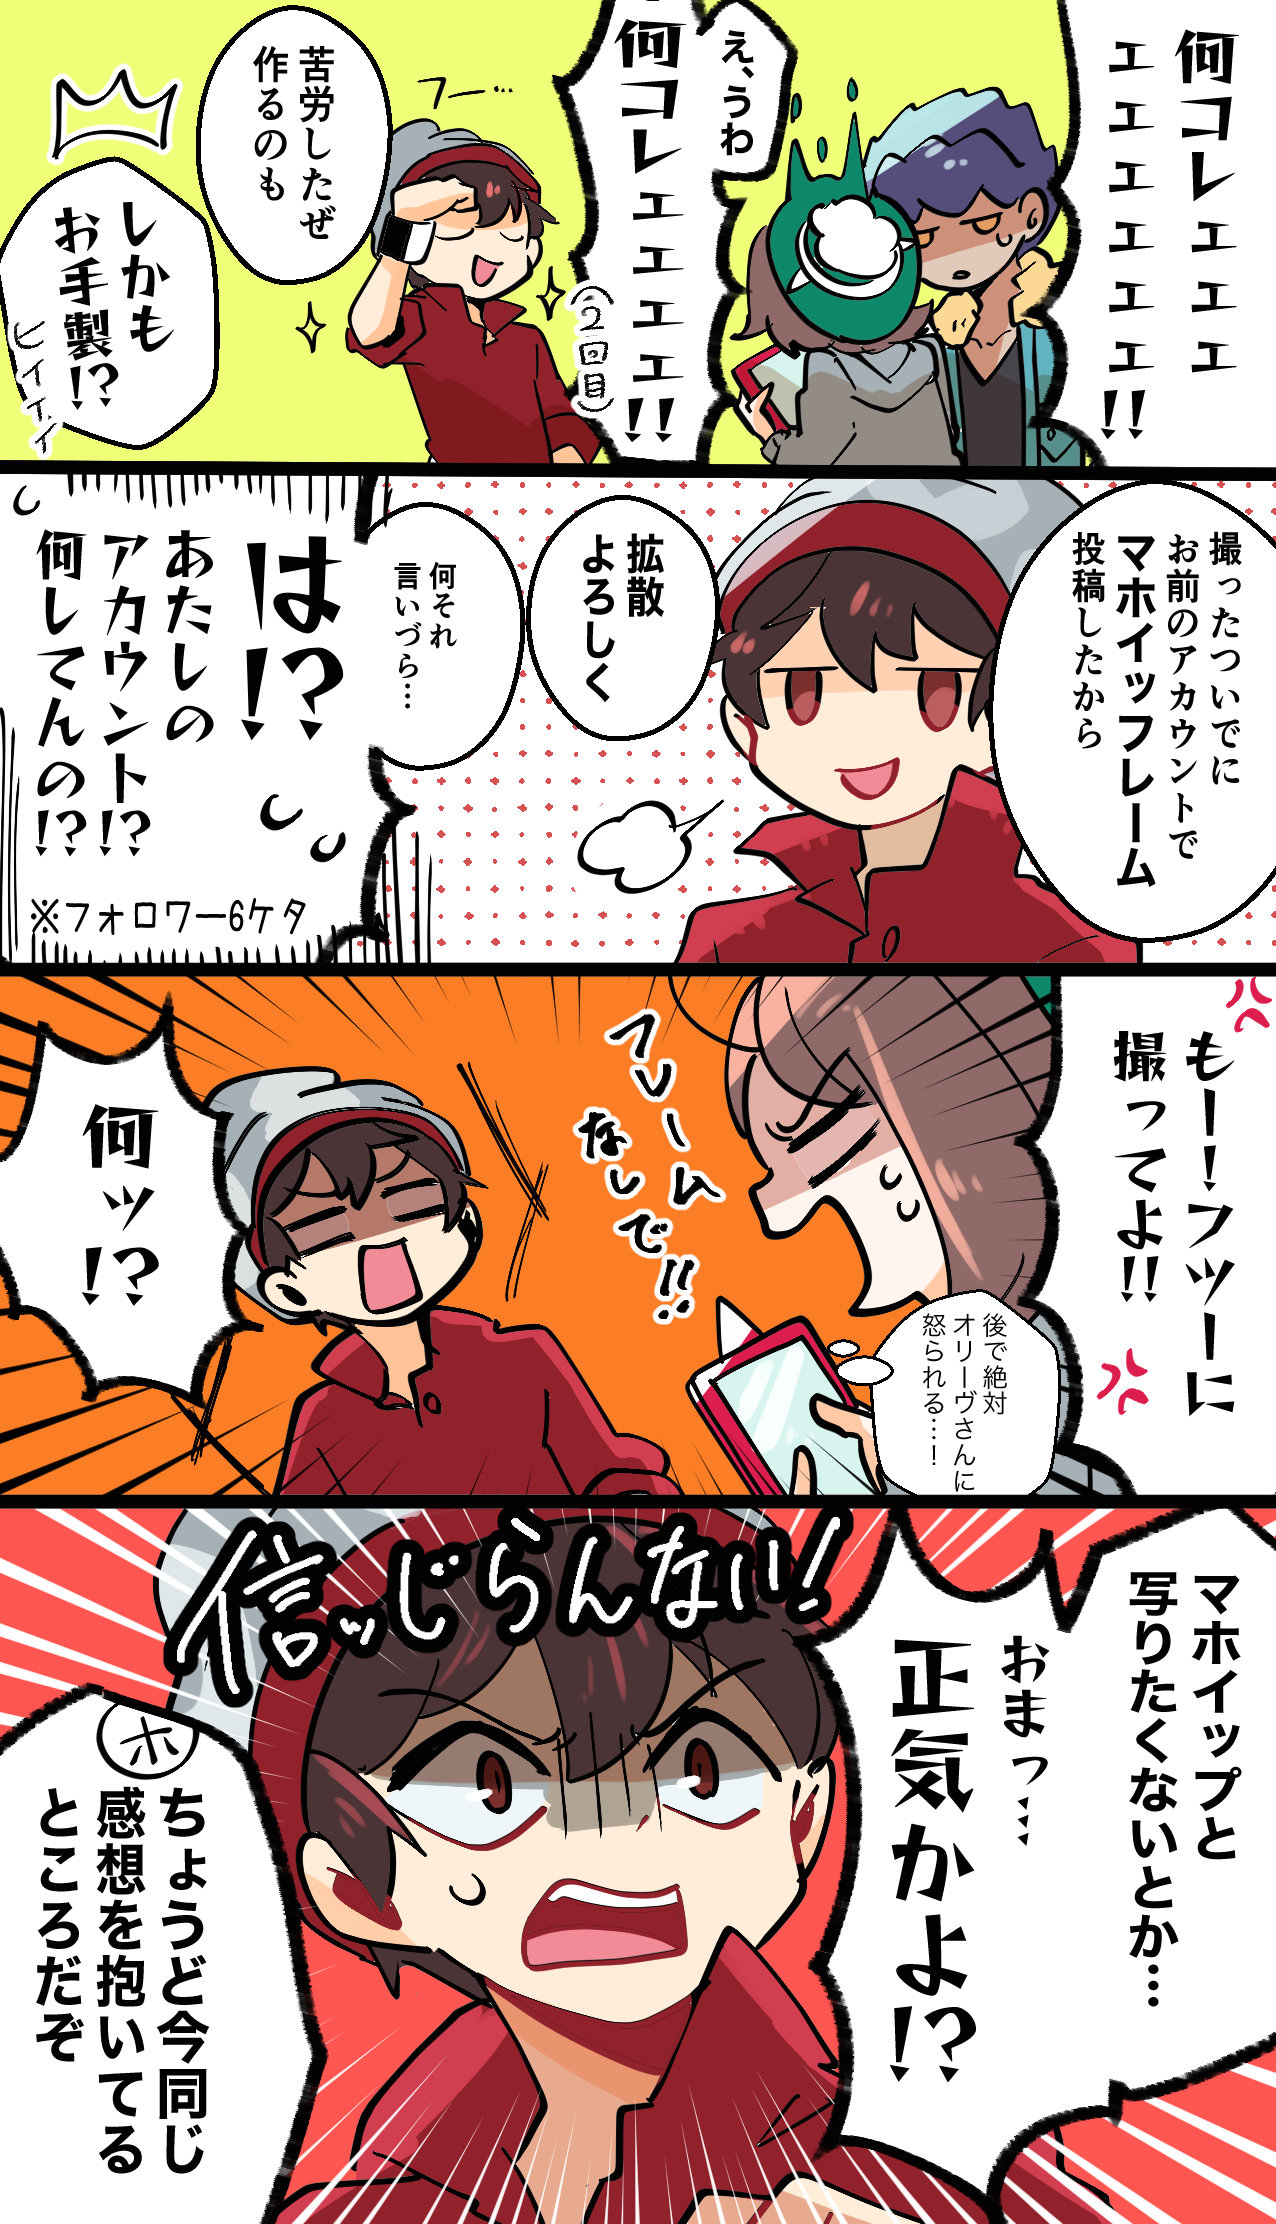 何コレェェェ
ェェェェェェ!!
え、うわ
何コレェェェェ!!
(2回目)
フー…
苦労したぜ
作るのも
しかも
お手製!?
ヒィィィ
撮ったついでに
お前のアカウントで
マホイッフレーム
投稿したから
拡散
よろしく
何それ
言いづら…
は!?
あたしの
アカウント!?
何してんの!?
※フォロワー6ケタ
もー!フツーに
撮ってよ!!
フレームなしで!!
後で絶対
オリーヴさんに
怒られる…!
何ッ!?
マホイップと
写りたくないとか…
おまっ…
正気かよ!?
信ッじらんない!
ホ
ちょうど今同じ
感想を抱いてる
ところだぞ